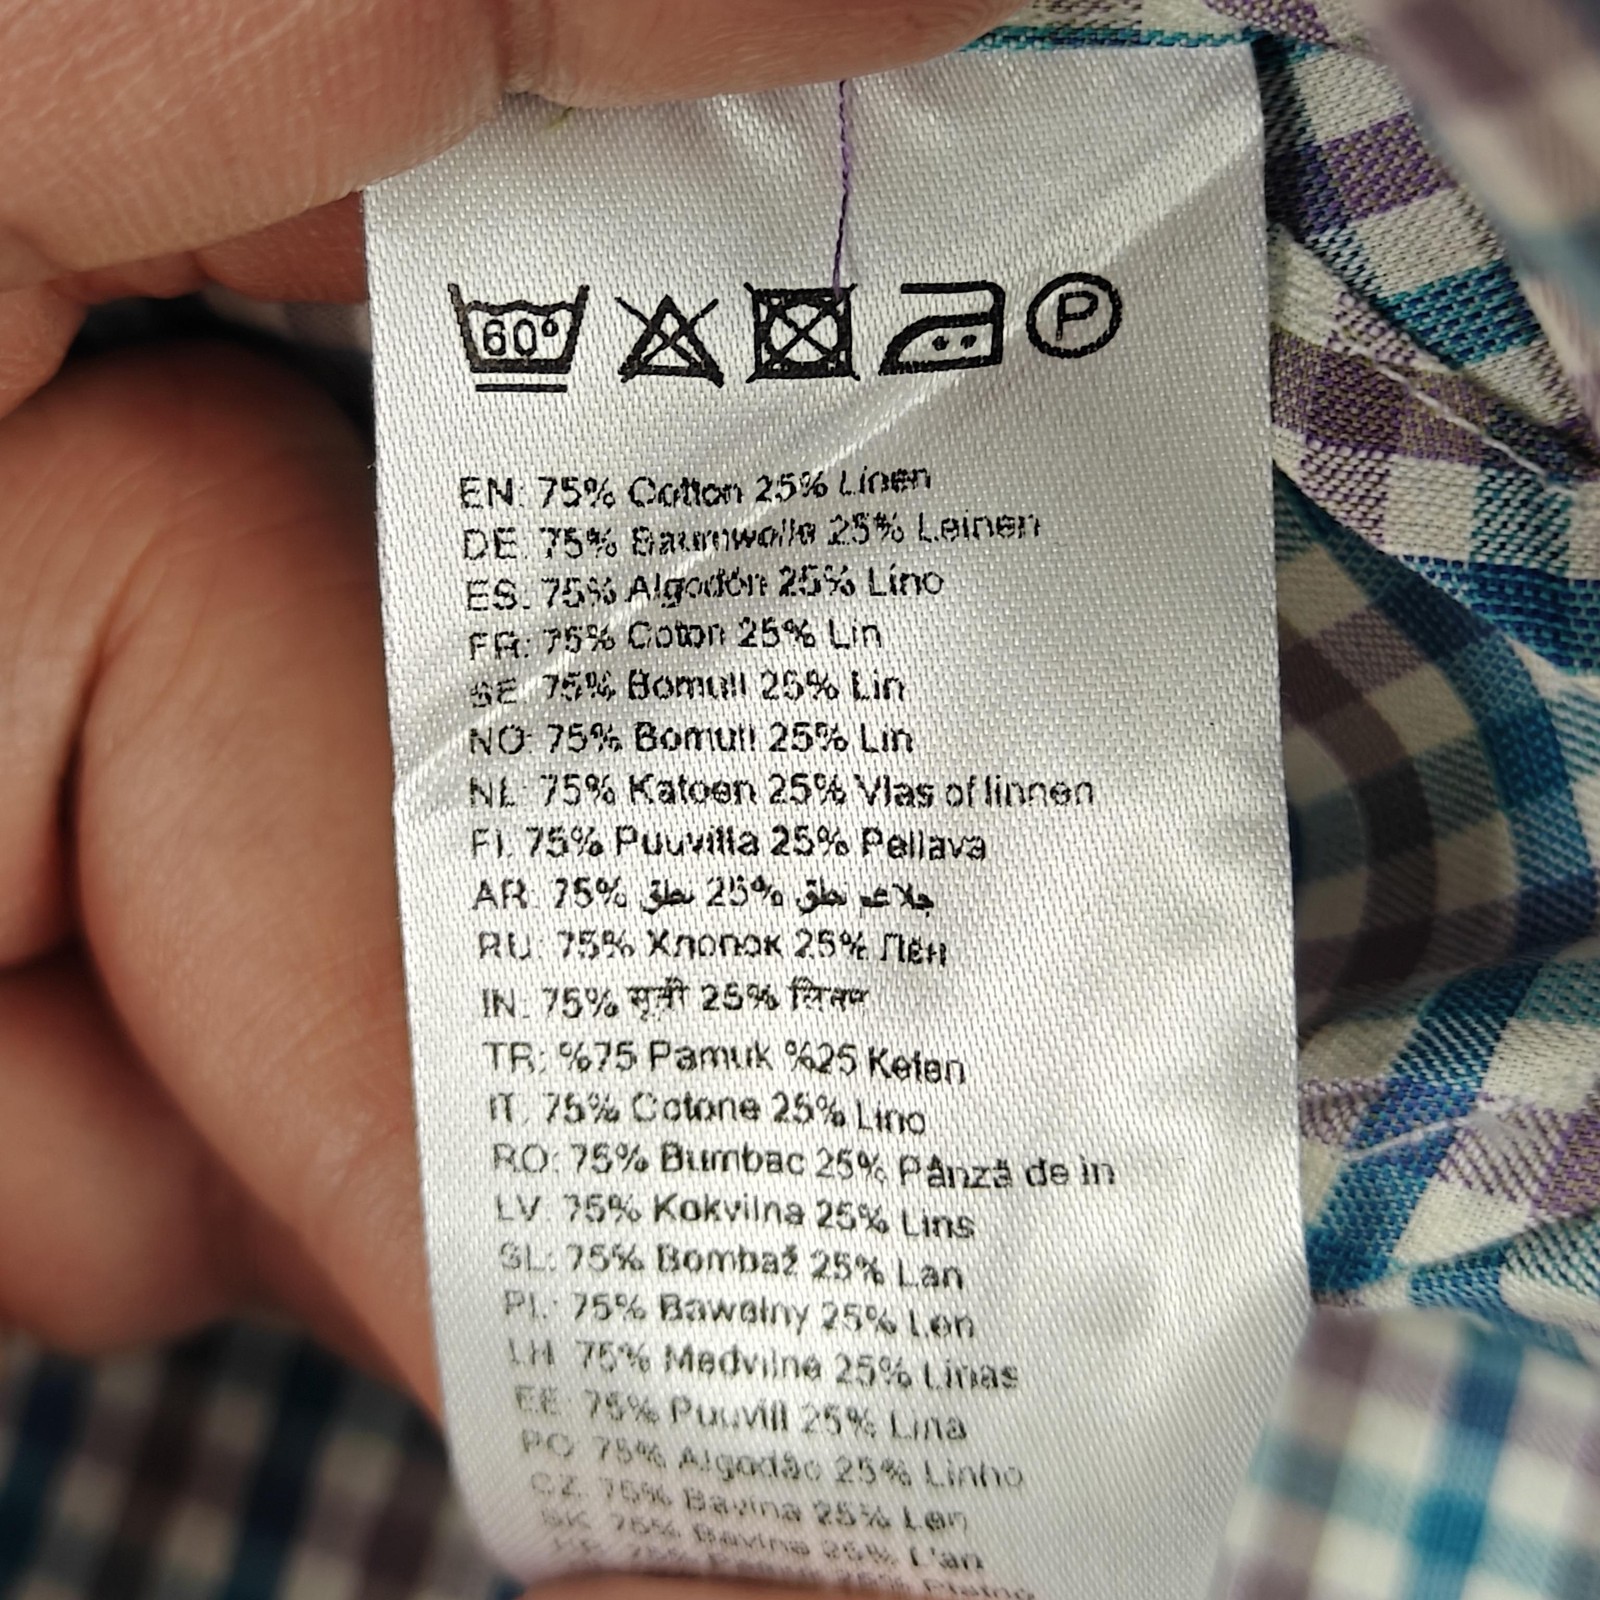 60°
P
EN: 75% Cotton 25% Linen
DE: 75% Baumwolle 25% Leinen
ES: 75% Algodón 25% Lino
FR: 75% Coton 25% Lin
SE: 75% Bomull 25% Lin
NO: 75% Bomull 25% Lin
NL: 75% Katoen 25% Vlas of linnen
FI: 75% Puuvilla 25% Pellava
AR: 75% 25%
RU: 75% Хлопок 25% Лен
IN: 75% सूती 25%
TR: %75 Pamuk %25 Keten
IT: 75% Cotone 25% Lino
RO: 75% Bumbac 25% Pânză de in
LV: 75% Kokvilna 25% Lins
SL: 75% Bombaž 25% Lan
PL: 75% Bawelny 25% Len
LH 75% Medvilnė 25% Linas
EE 75% Puuvill 25% Lina
PO 75% Algodão 25% Linho
CZ 75% Bavlna 25% Len
SK 75% Bavlna 25% L'an